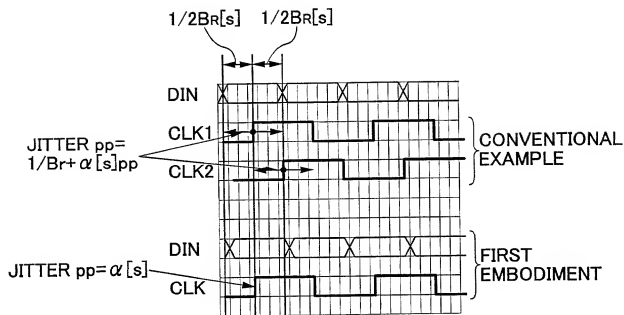 1/2BR[s] 1/2BR[s]
DIN
CLK1
JITTER pp=
1/Br+α[s]pp
CLK2
CONVENTIONAL
EXAMPLE
DIN
JITTER pp=α[s]
CLK
FIRST
EMBODIMENT